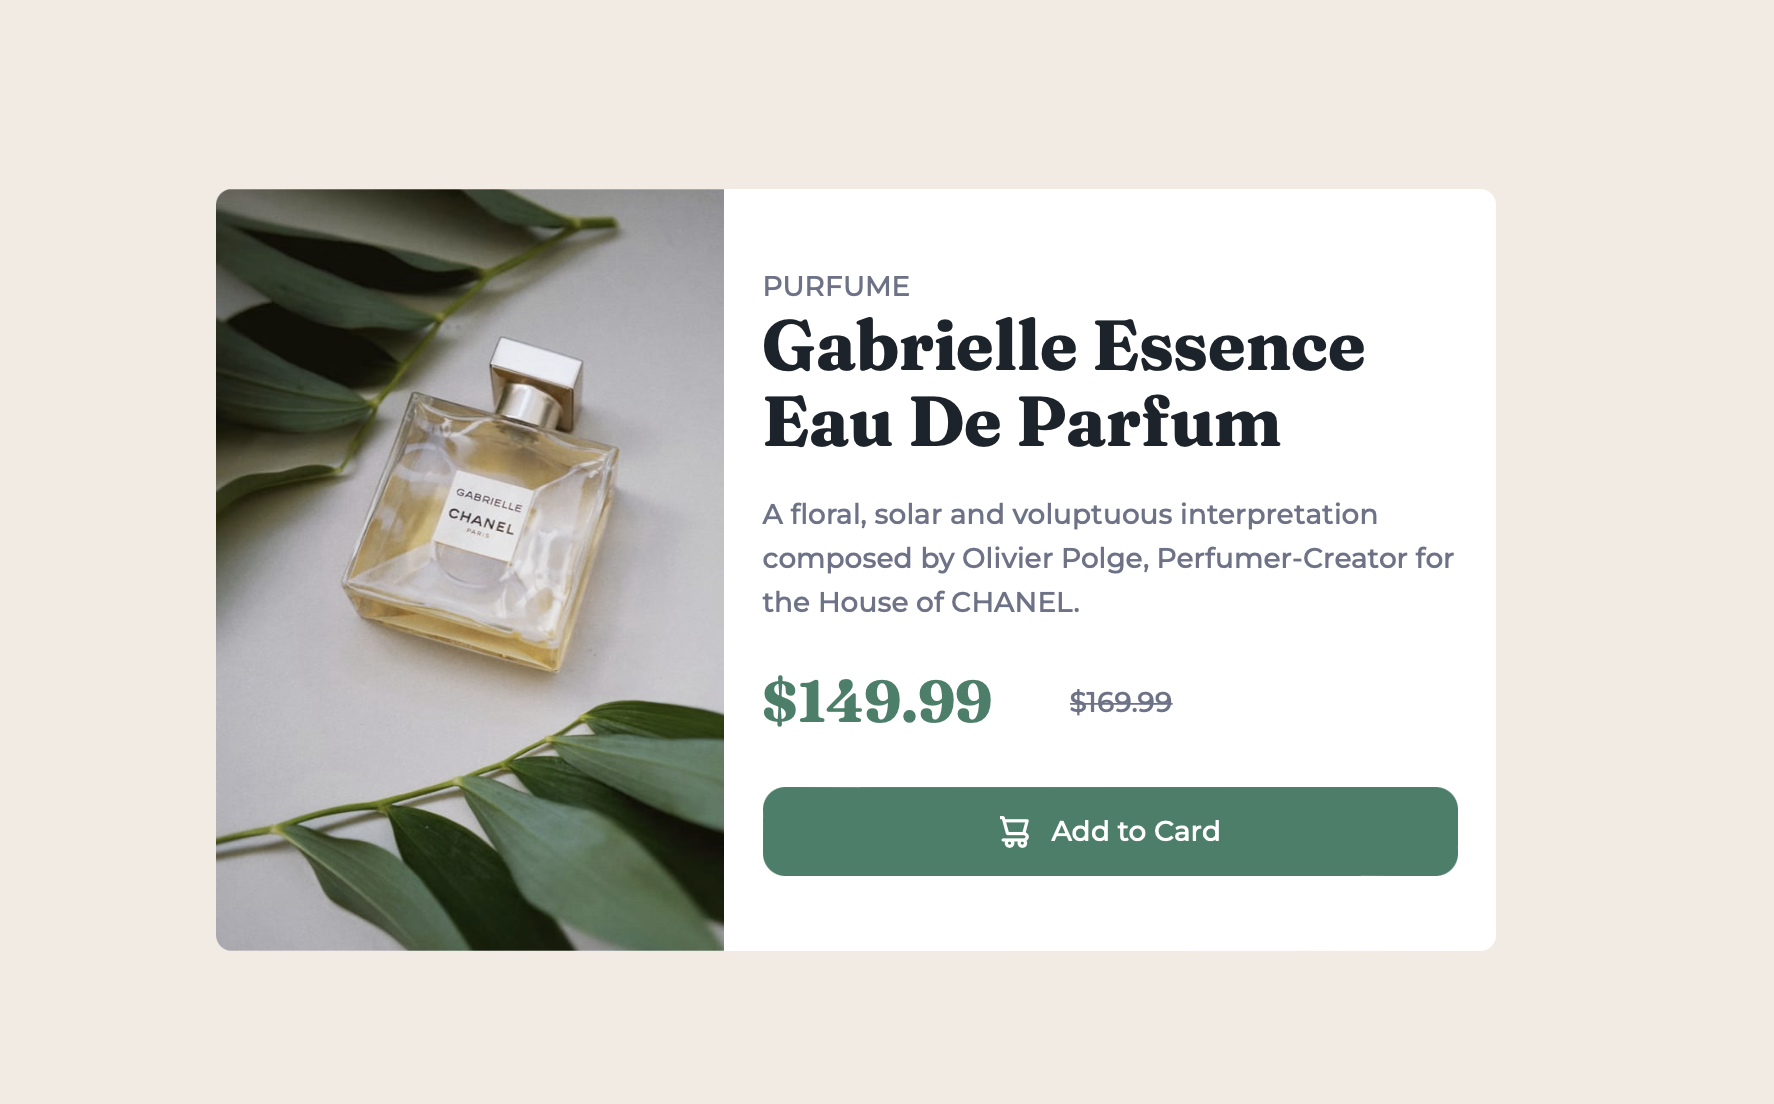 GABRIELLE
CHANEL
PARIS
PURFUME
Gabrielle Essence
Eau De Parfum
A floral, solar and voluptuous interpretation
composed by Olivier Polge, Perfumer-Creator for
the House of CHANEL.
$149.99 $169.99
Add to Card